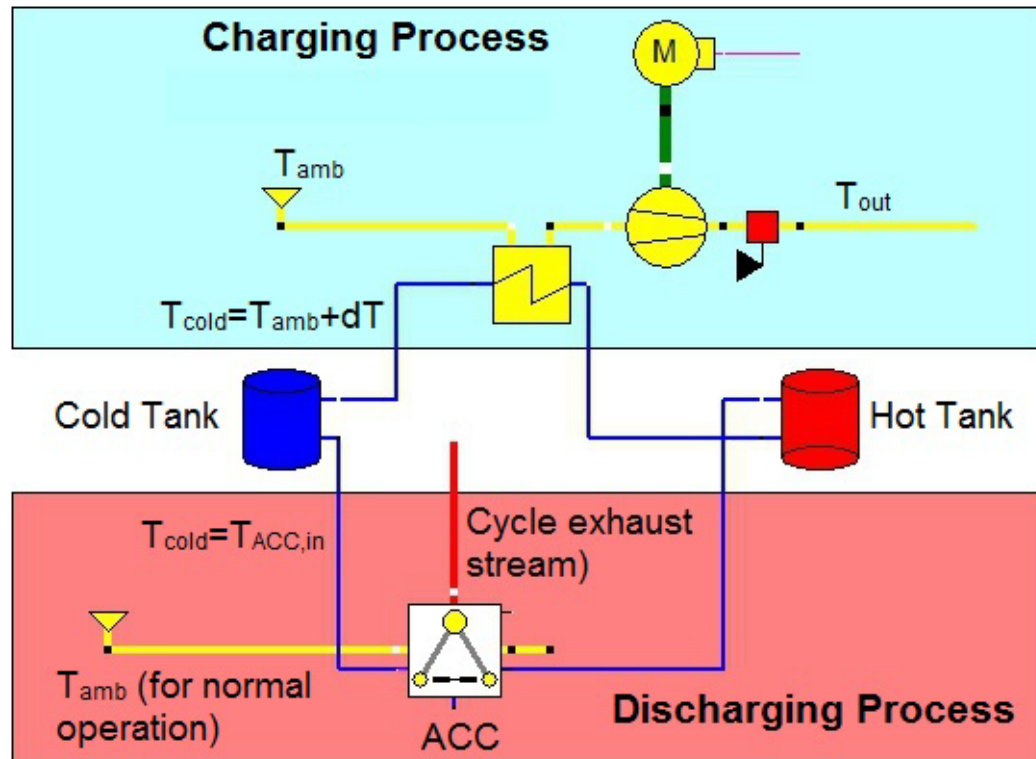 Charging Process
M
Tamb
Tout
Tcold=Tamb+dT
Cold Tank
Hot Tank
Cycle exhaust
stream)
Tcold=TACC,in
Tamb (for normal
operation)
ACC
Discharging Process